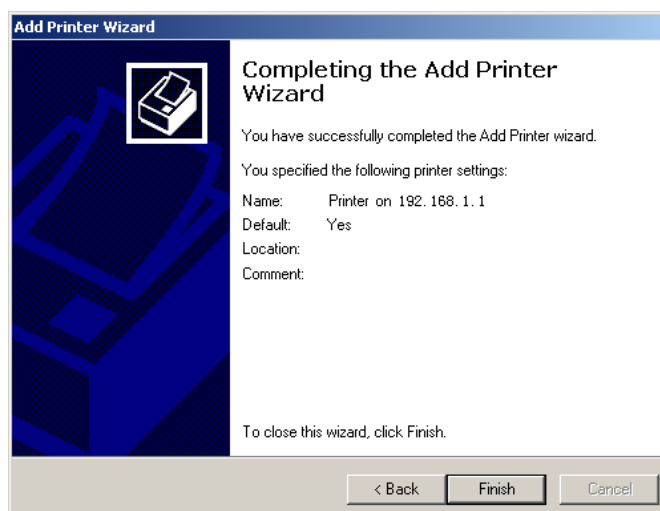 Add Printer Wizard
Completing the Add Printer
Wizard
You have successfully completed the Add Printer wizard.
You specified the following printer settings:
Name: Printer on 192.168.1.1
Default: Yes
Location:
Comment:
To close this wizard, click Finish.
< Back Finish Cancel